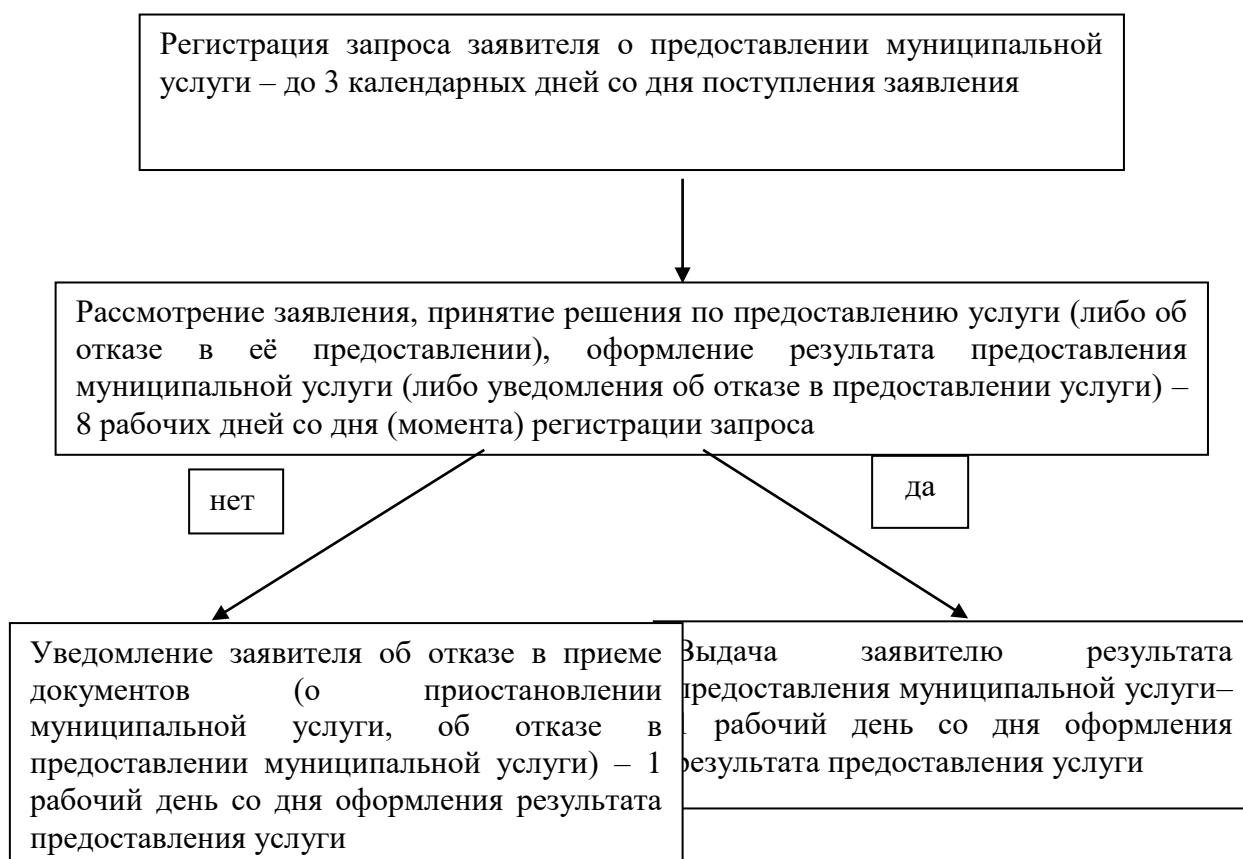 Регистрация запроса заявителя о предоставлении муниципальной
услуги – до 3 календарных дней со дня поступления заявления
Рассмотрение заявления, принятие решения по предоставлению услуги (либо об
отказе в её предоставлении), оформление результата предоставления
муниципальной услуги (либо уведомления об отказе в предоставлении услуги) –
8 рабочих дней со дня (момента) регистрации запроса
нет
да
Уведомление заявителя об отказе в приеме
документов (о приостановлении
муниципальной услуги, об отказе в
предоставлении муниципальной услуги) – 1
рабочий день со дня оформления результата
предоставления услуги
Выдача заявителю результата
предоставления муниципальной услуги–
1 рабочий день со дня оформления
результата предоставления услуги